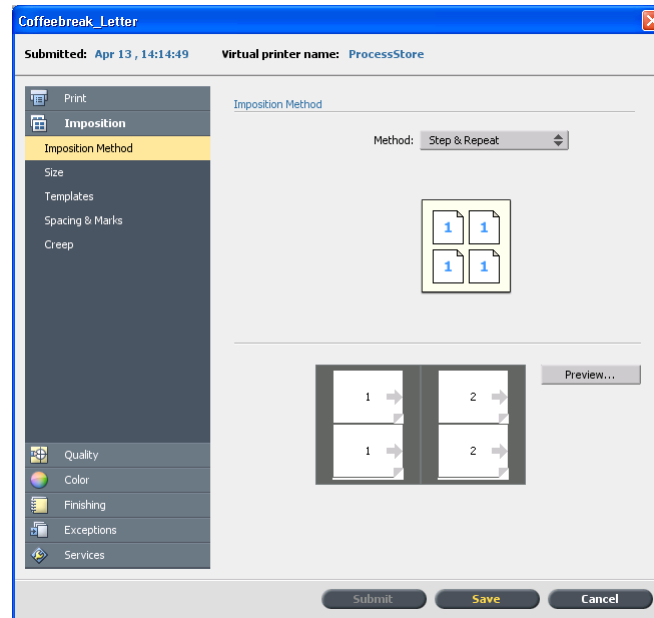 Coffeebreak_Letter
Submitted: Apr 13 , 14:14:49 Virtual printer name: ProcessStore
Print
Imposition
Imposition Method
Size
Templates
Spacing & Marks
Creep
Quality
Color
Finishing
Exceptions
Services
Imposition Method
Method: Step & Repeat
1 1
1 1
Preview...
1 2
1 2
Submit Save Cancel